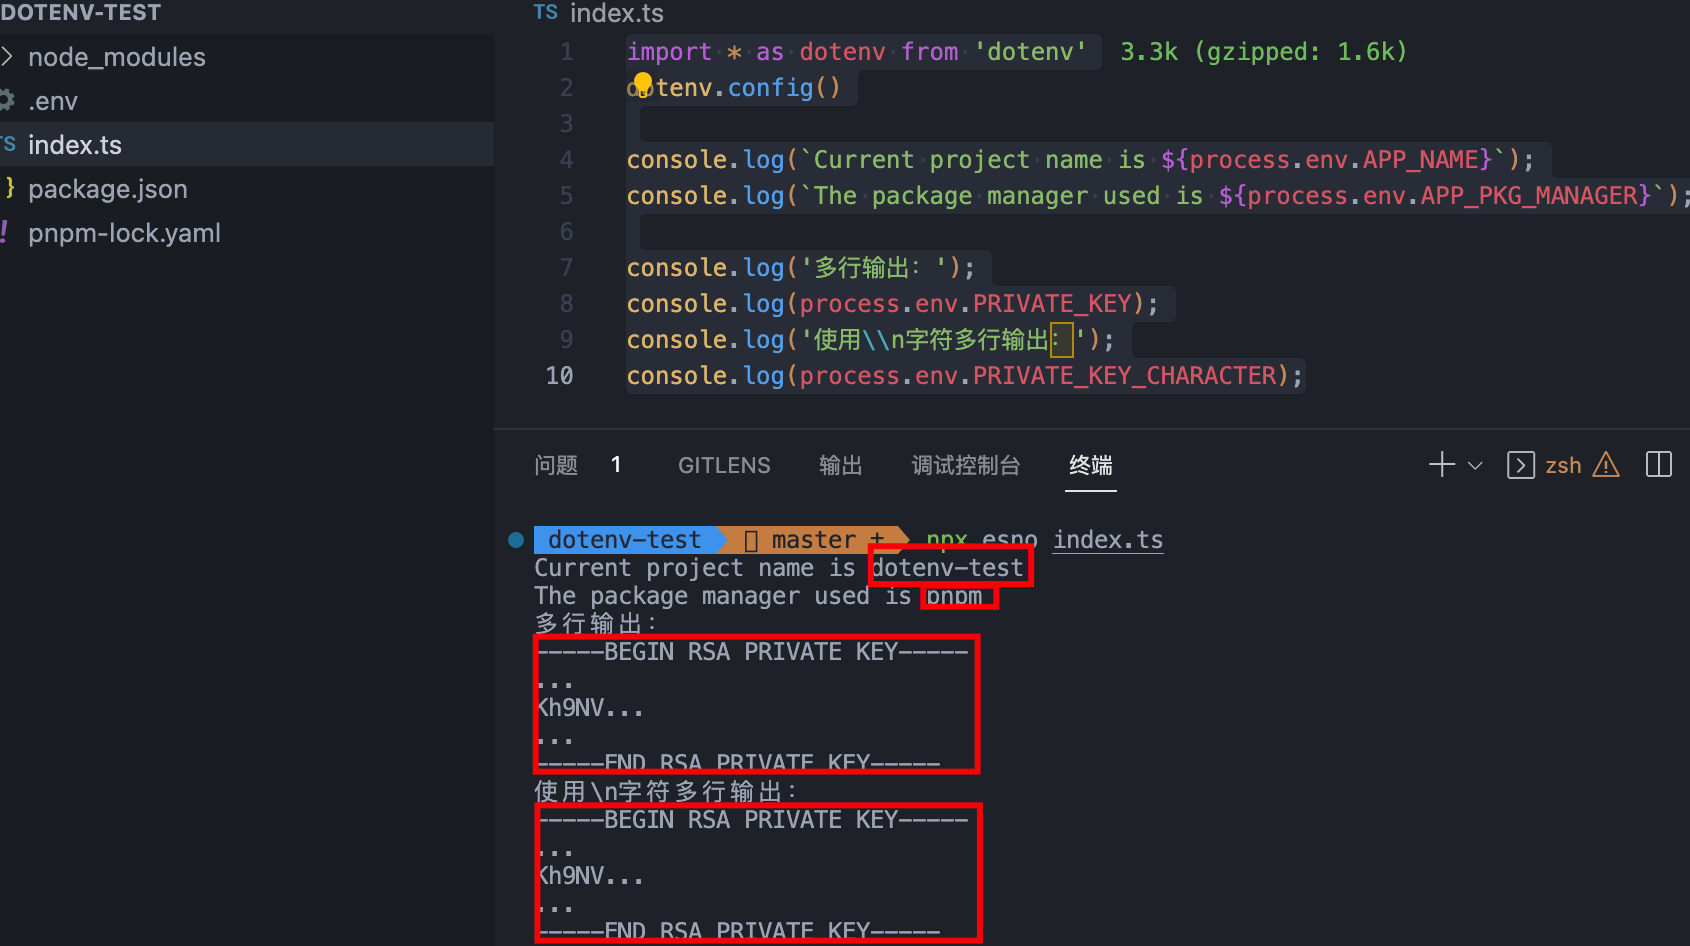 DOTENV-TEST
node_modules
.env
TS index.ts
package.json
! pnpm-lock.yaml
TS index.ts
1 import * as dotenv from 'dotenv' 3.3k (gzipped: 1.6k)
2 dotenv.config()
3
4 console.log(`Current project name is ${process.env.APP_NAME}`);
5 console.log(`The package manager used is ${process.env.APP_PKG_MANAGER}`);
6
7 console.log('多行输出：');
8 console.log(process.env.PRIVATE_KEY);
9 console.log('使用\\n字符多行输出：');
10 console.log(process.env.PRIVATE_KEY_CHARACTER);
问题 1 GITLENS 输出 调试控制台 终端 zsh
dotenv-test master + npx esno index.ts
Current project name is dotenv-test
The package manager used is pnpm
多行输出：
-----BEGIN RSA PRIVATE KEY-----
...
Kh9NV...
...
-----END RSA PRIVATE KEY-----
使用\n字符多行输出：
-----BEGIN RSA PRIVATE KEY-----
...
Kh9NV...
...
-----END RSA PRIVATE KEY-----